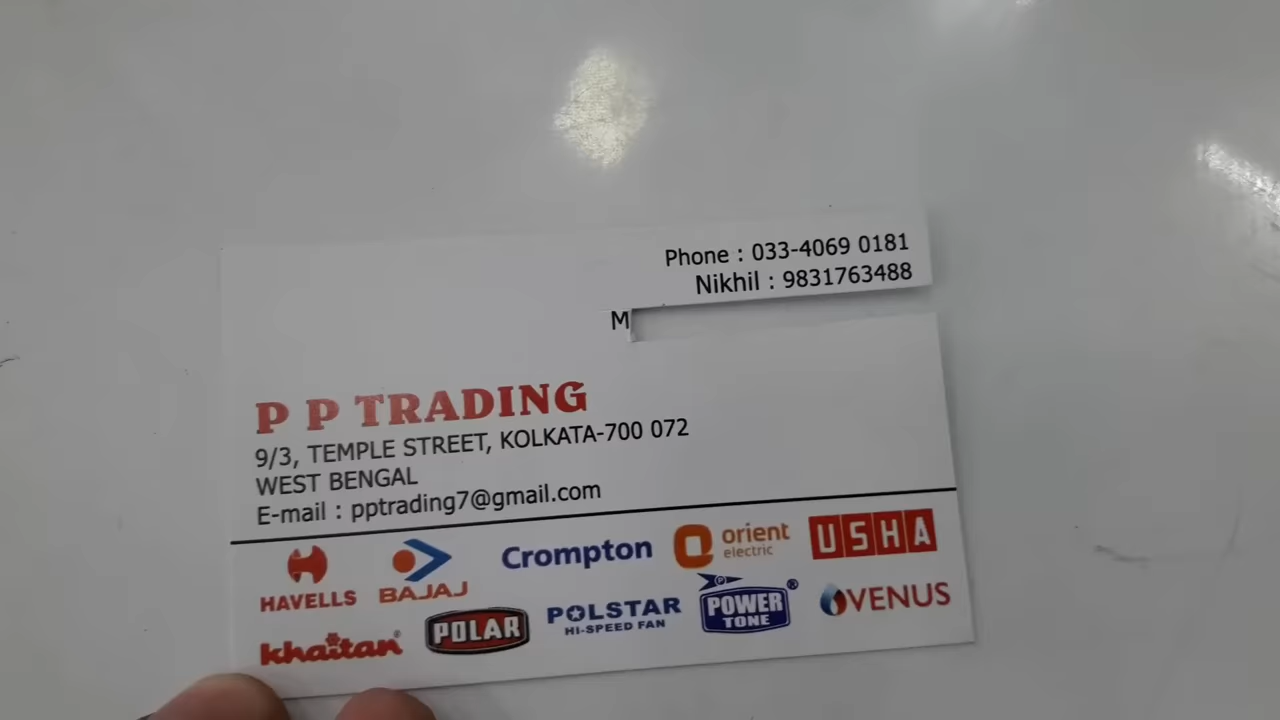 Phone : 033-4069 0181
Nikhil : 9831763488
M
P P TRADING
9/3, TEMPLE STREET, KOLKATA-700 072
WEST BENGAL
E-mail : pptrading7@gmail.com
HAVELLS
BAJAJ
Crompton
orient
electric
USHA
khaitan
POLAR
POLSTAR
HI-SPEED FAN
P
POWER
TONE
VENUS